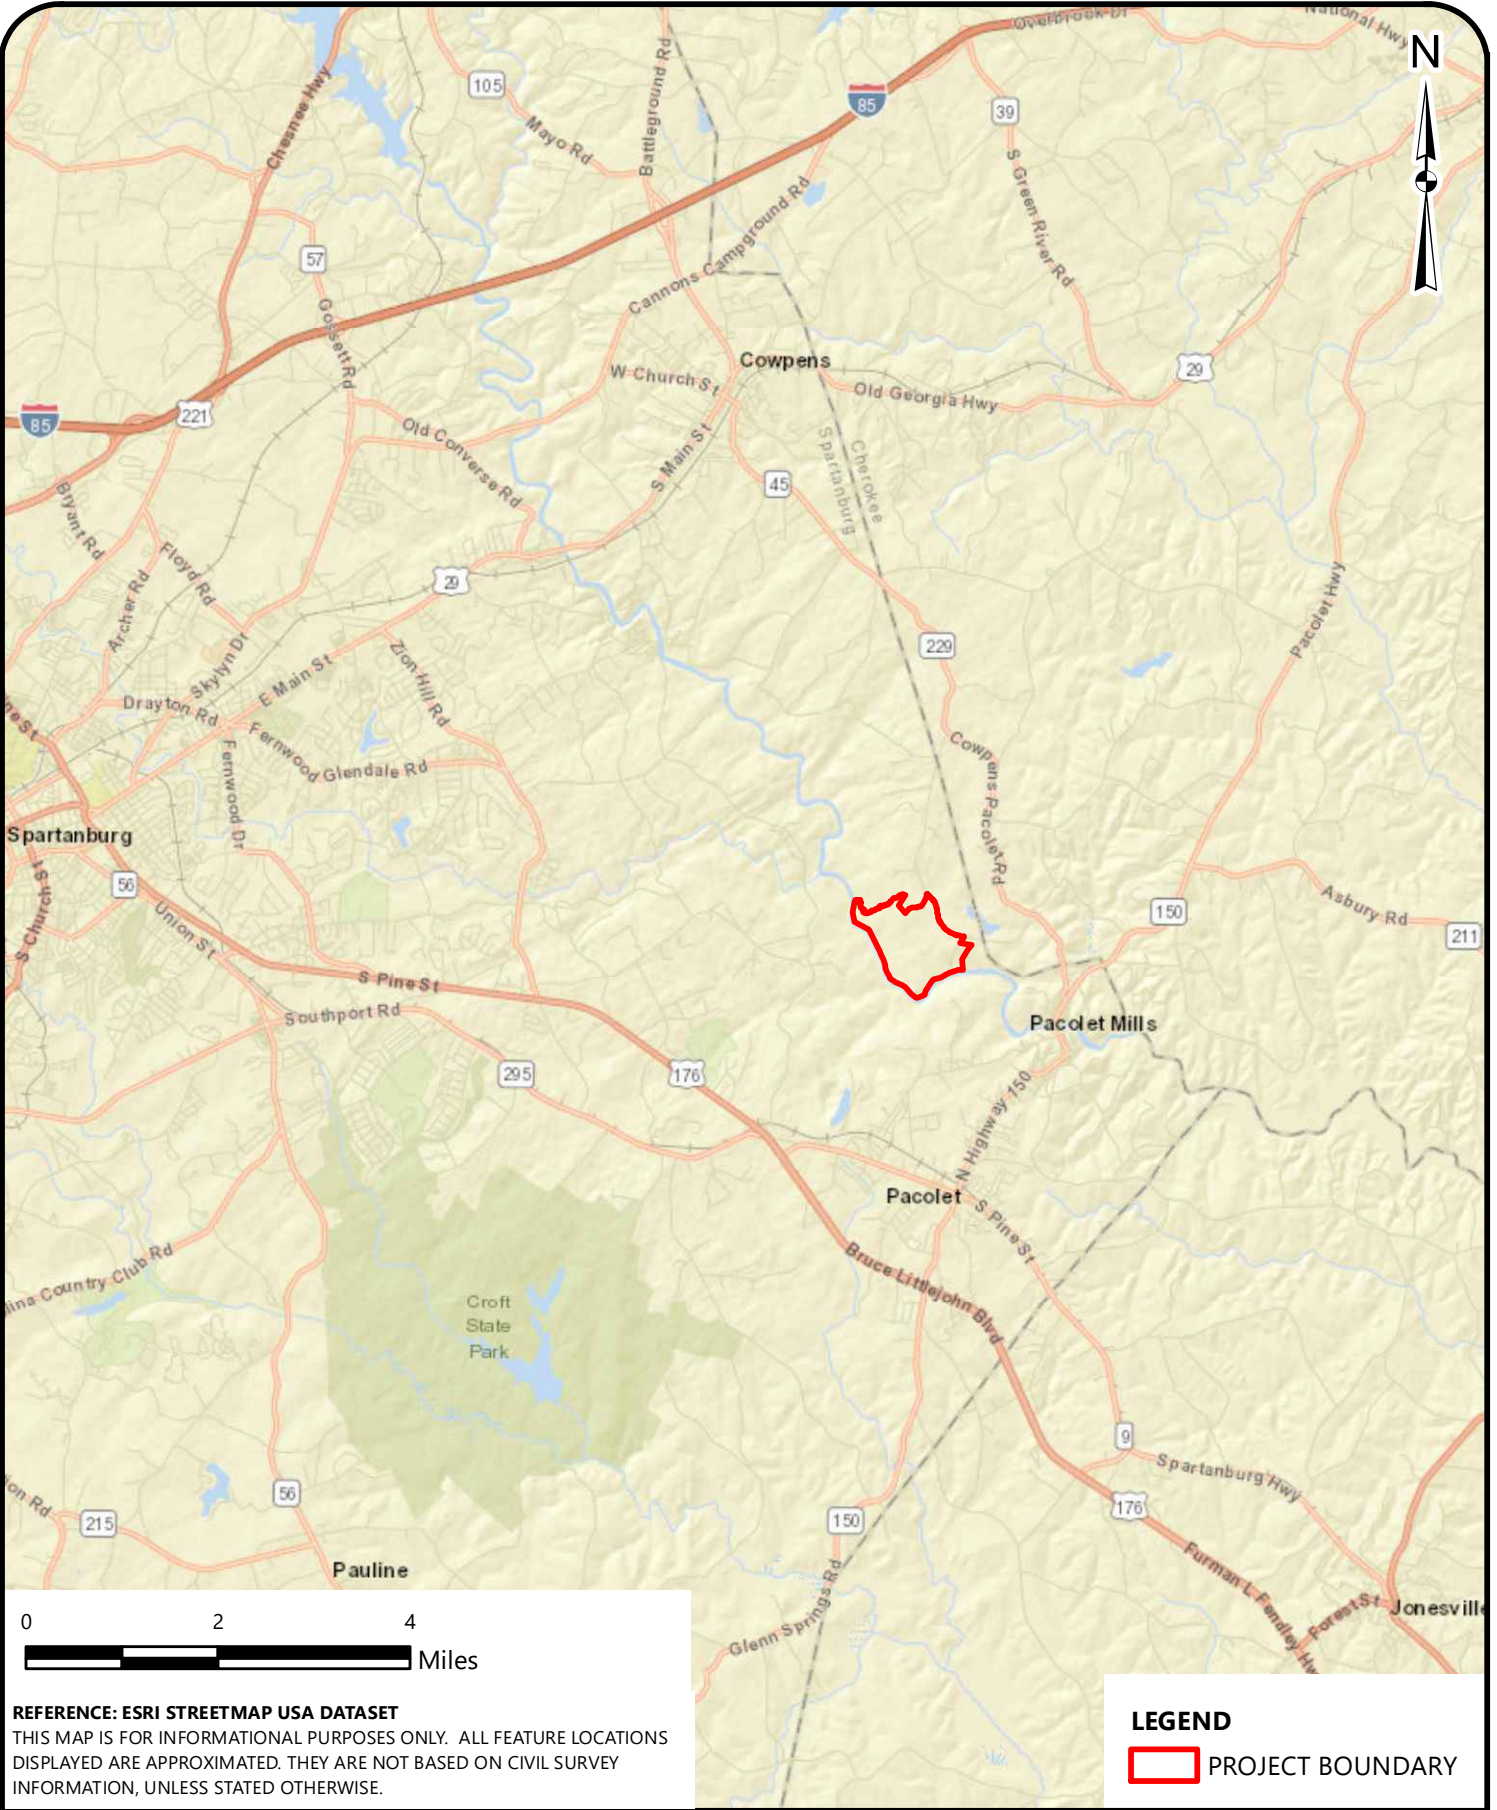 Overbrook Dr
National Hwy
N
Chesnee Hwy
105
Mayo Rd
Battleground Rd
85
39
S Green River Rd
57
Gossett Rd
Cannons Campground Rd
Cowpens
W Church St
Old Georgia Hwy
29
85
221
Old Converse Rd
S Main St
45
Spartanburg
Cherokee
Bryant Rd
Floyd Rd
Archer Rd
29
Skylyn Dr
E Main St
Zion Hill Rd
229
Pacolet Hwy
Drayton Rd
Fernwood Glendale Rd
Fernwood Dr
Cowpens Pacolet Rd
ne St
Spartanburg
56
S Church St
Union St
150
Asbury Rd
211
S Pine St
Southport Rd
Pacolet Mills
295
176
N Highway 150
Pacolet
S Pine St
Bruce Littlejohn Blvd
lina Country Club Rd
Croft
State
Park
9
Spartanburg Hwy
176
ion Rd
215
56
150
Pauline
Glenn Springs Rd
Furman L Fendley Hw
Forest St
Jonesville
0 2 4
Miles
REFERENCE: ESRI STREETMAP USA DATASET
THIS MAP IS FOR INFORMATIONAL PURPOSES ONLY. ALL FEATURE LOCATIONS
DISPLAYED ARE APPROXIMATED. THEY ARE NOT BASED ON CIVIL SURVEY
INFORMATION, UNLESS STATED OTHERWISE.
LEGEND
PROJECT BOUNDARY